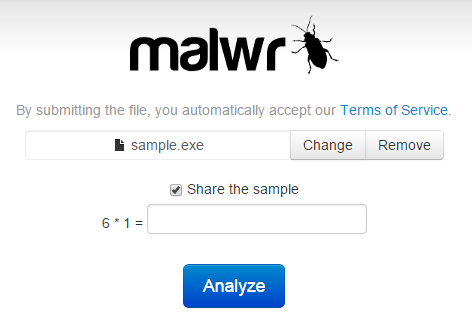 malwr
By submitting the file, you automatically accept our Terms of Service.
sample.exe Change Remove
Share the sample
6 * 1 =
Analyze